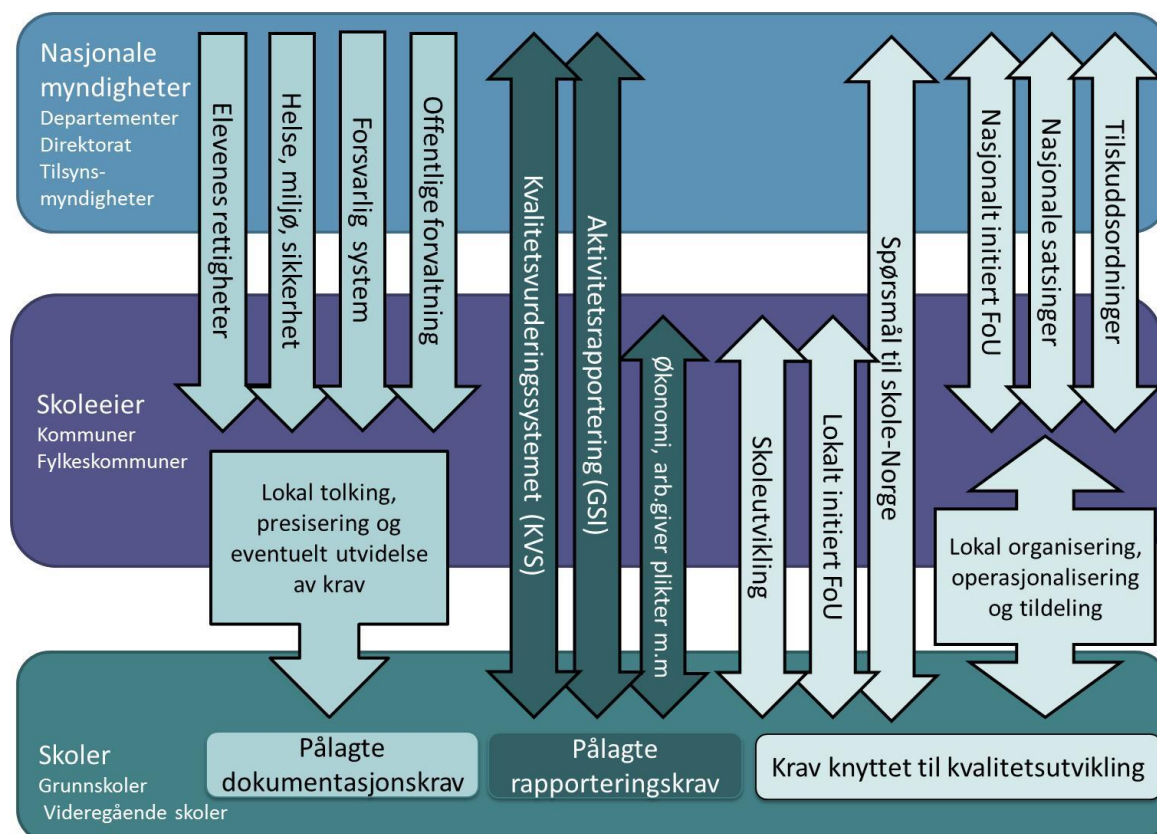 Nasjonale
myndigheter
Departementer
Direktorat
Tilsyns-
myndigheter
Elevenes rettigheter
Helse, miljø, sikkerhet
Forsvarlig system
Offentlige forvaltning
Kvalitetsvurderingssystemet (KVS)
Aktivitetsrapportering (GSI)
Spørsmål til skole-Norge
Nasjonalt initiert FoU
Nasjonale satsinger
Tilskuddsordninger
Skoleeier
Kommuner
Fylkeskommuner
Lokal tolking,
presisering og
eventuelt utvidelse
av krav
Økonomi, arb.giver plikter m.m
Skoleutvikling
Lokalt initiert FoU
Lokal organisering,
operasjonalisering
og tildeling
Skoler
Grunnskoler
Videregående skoler
Pålagte
dokumentasjonskrav
Pålagte
rapporteringskrav
Krav knyttet til kvalitetsutvikling